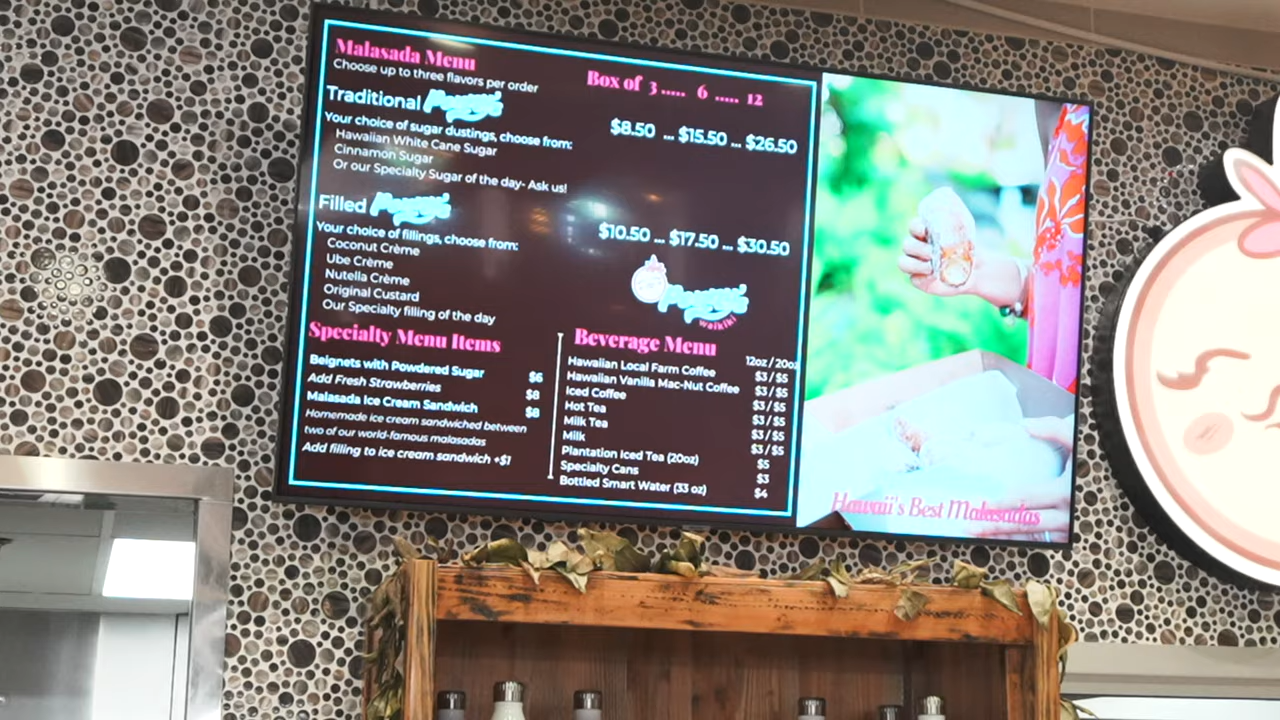 Malasada Menu
Choose up to three flavors per order
Box of 3 ..... 6 ..... 12
Traditional Penny's
$8.50 ... $15.50 ... $26.50
Your choice of sugar dustings, choose from:
Hawaiian White Cane Sugar
Cinnamon Sugar
Or our Specialty Sugar of the day- Ask us!
Filled Penny's
$10.50 ... $17.50 ... $30.50
Your choice of fillings, choose from:
Coconut Crème
Ube Crème
Nutella Crème
Original Custard
Our Specialty filling of the day
Penny's
waikiki
Specialty Menu Items
Beignets with Powdered Sugar $6
Add Fresh Strawberries $8
Malasada Ice Cream Sandwich $8
Homemade ice cream sandwiched between
two of our world-famous malasadas
Add filling to ice cream sandwich +$1
Beverage Menu
12oz / 20oz
Hawaiian Local Farm Coffee $3 / $5
Hawaiian Vanilla Mac-Nut Coffee $3 / $5
Iced Coffee $3 / $5
Hot Tea $3 / $5
Milk Tea $3 / $5
Milk $3 / $5
Plantation Iced Tea (20oz) $5
Specialty Cans $3
Bottled Smart Water (33 oz) $4
Hawaii's Best Malasadas